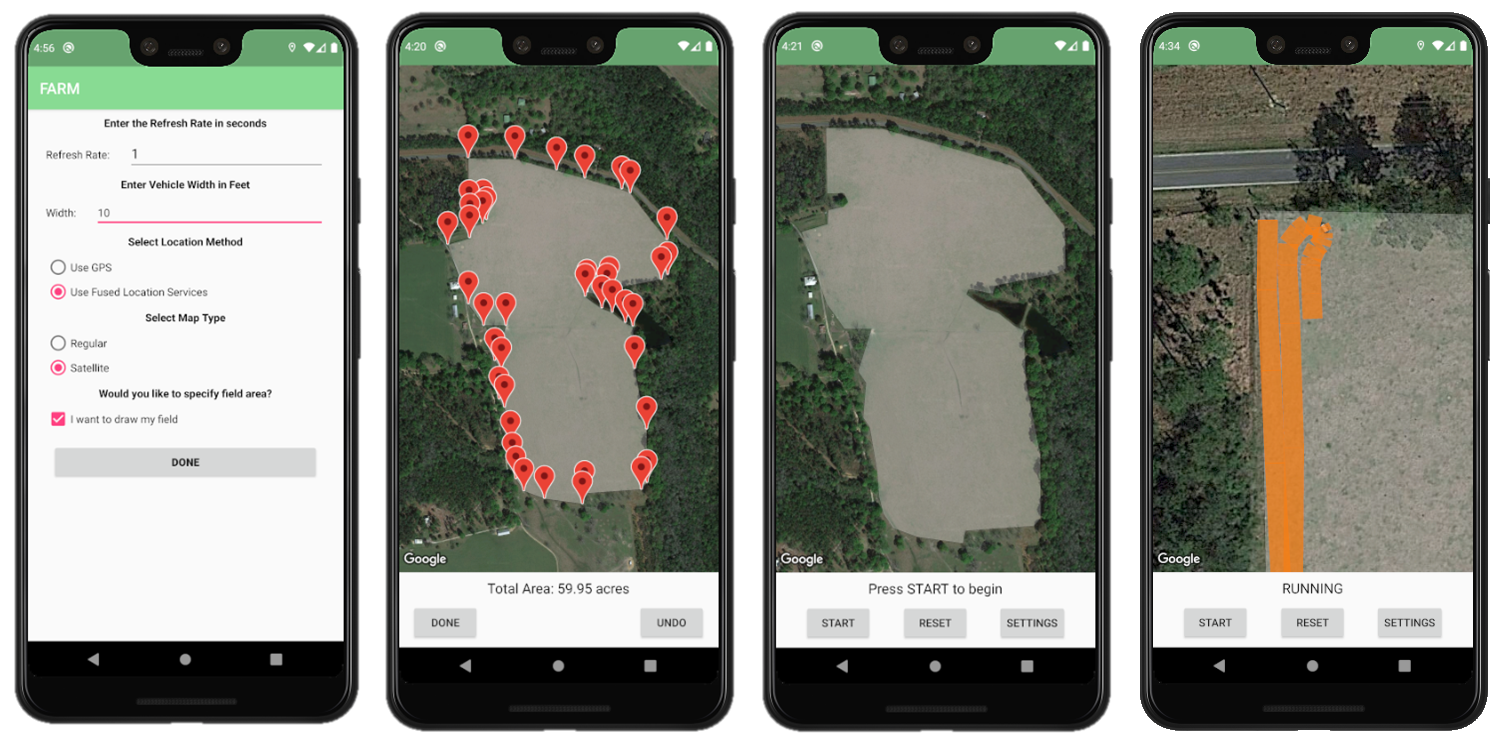 4:56
FARM
Enter the Refresh Rate in seconds
Refresh Rate: 1
Enter Vehicle Width in Feet
Width: 10
Select Location Method
Use GPS
Use Fused Location Services
Select Map Type
Regular
Satellite
Would you like to specify field area?
I want to draw my field
DONE
4:20
Google
Total Area: 59.95 acres
DONE UNDO
4:21
Google
Press START to begin
START RESET SETTINGS
4:34
Google
RUNNING
START RESET SETTINGS